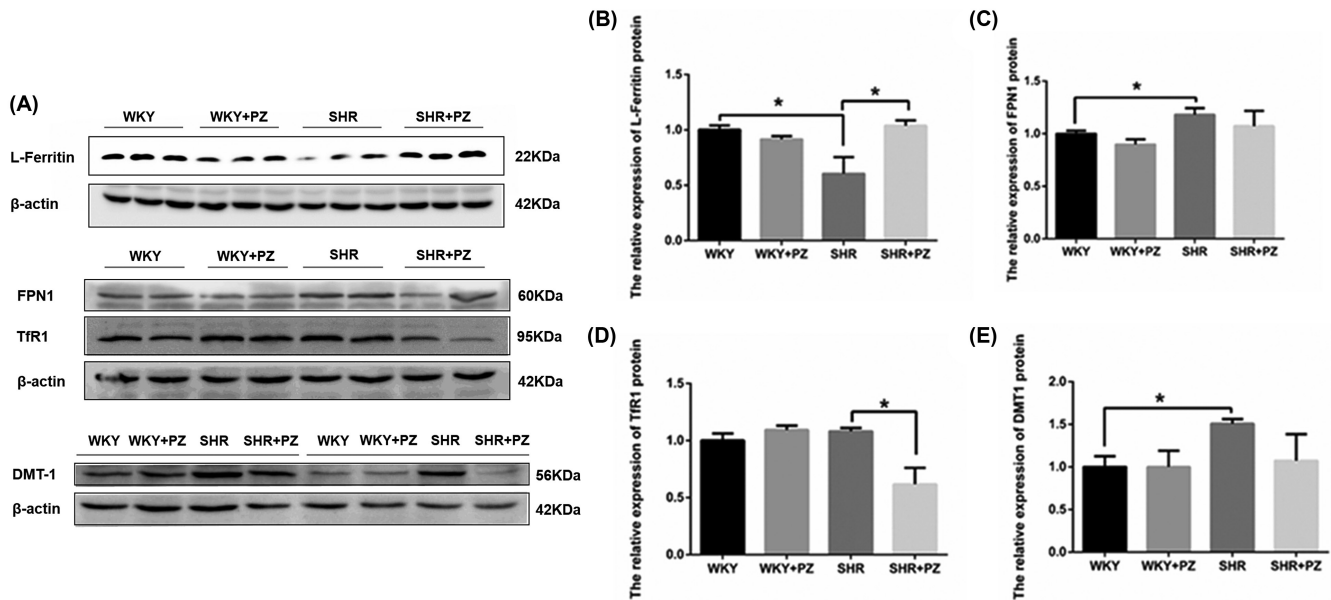 (A)
WKY WKY+PZ SHR SHR+PZ
L-Ferritin 22KDa
β-actin 42KDa
WKY WKY+PZ SHR SHR+PZ
FPN1 60KDa
TfR1 95KDa
β-actin 42KDa
WKY WKY+PZ SHR SHR+PZ WKY WKY+PZ SHR SHR+PZ
DMT-1 56KDa
β-actin 42KDa
(B)
The relative expression of L-Ferritin protein
1.5
1.0
0.5
0.0
* *
WKY WKY+PZ SHR SHR+PZ
(C)
The relative expression of FPN1 protein
1.5
1.0
0.5
0.0
*
WKY WKY+PZ SHR SHR+PZ
(D)
The relative expression of TfR1 protein
1.5
1.0
0.5
0.0
*
WKY WKY+PZ SHR SHR+PZ
(E)
The relative expression of DMT1 protein
2.0
1.5
1.0
0.5
0.0
*
WKY WKY+PZ SHR SHR+PZ